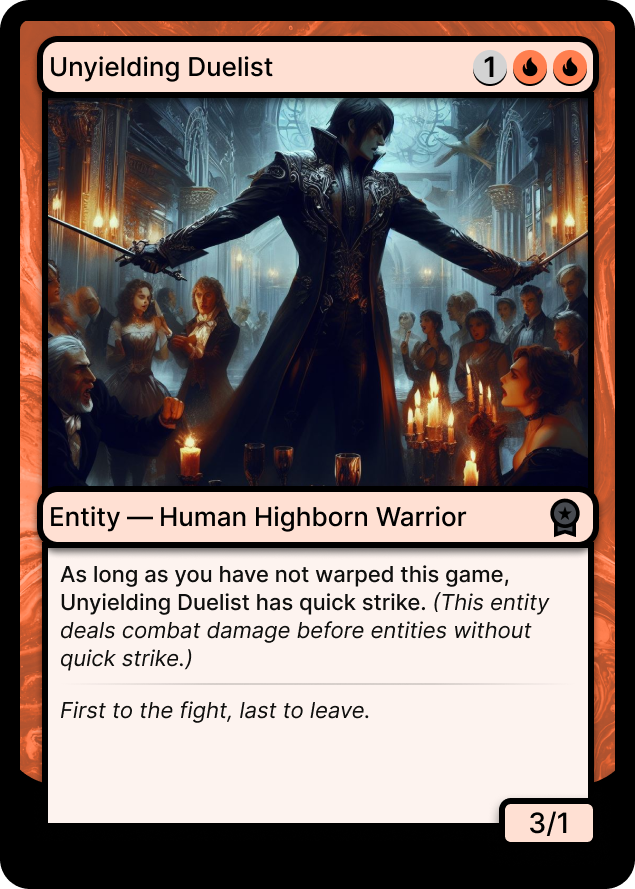 Unyielding Duelist 1
Entity — Human Highborn Warrior
As long as you have not warped this game,
Unyielding Duelist has quick strike. (This entity
deals combat damage before entities without
quick strike.)
First to the fight, last to leave.
3/1